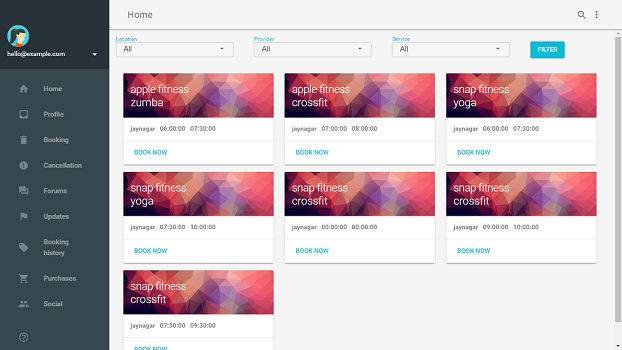 hello@example.com
Home
Profile
Booking
Cancellation
Forums
Updates
Booking
history
Purchases
Social
Home
Location
All
Provider
All
Service
All
FILTER
apple fitness
zumba
jaynagar 06:00:00 07:30:00
BOOK NOW
apple fitness
crossfit
jaynagar 07:00:00 08:00:00
BOOK NOW
snap fitness
yoga
jaynagar 06:00:00 07:30:00
BOOK NOW
snap fitness
yoga
jaynagar 07:30:00 10:00:00
BOOK NOW
snap fitness
crossfit
jaynagar 00:00:00 00:00:00
BOOK NOW
snap fitness
crossfit
jaynagar 09:00:00 10:00:00
BOOK NOW
snap fitness
crossfit
jaynagar 07:30:00 09:30:00
BOOK NOW